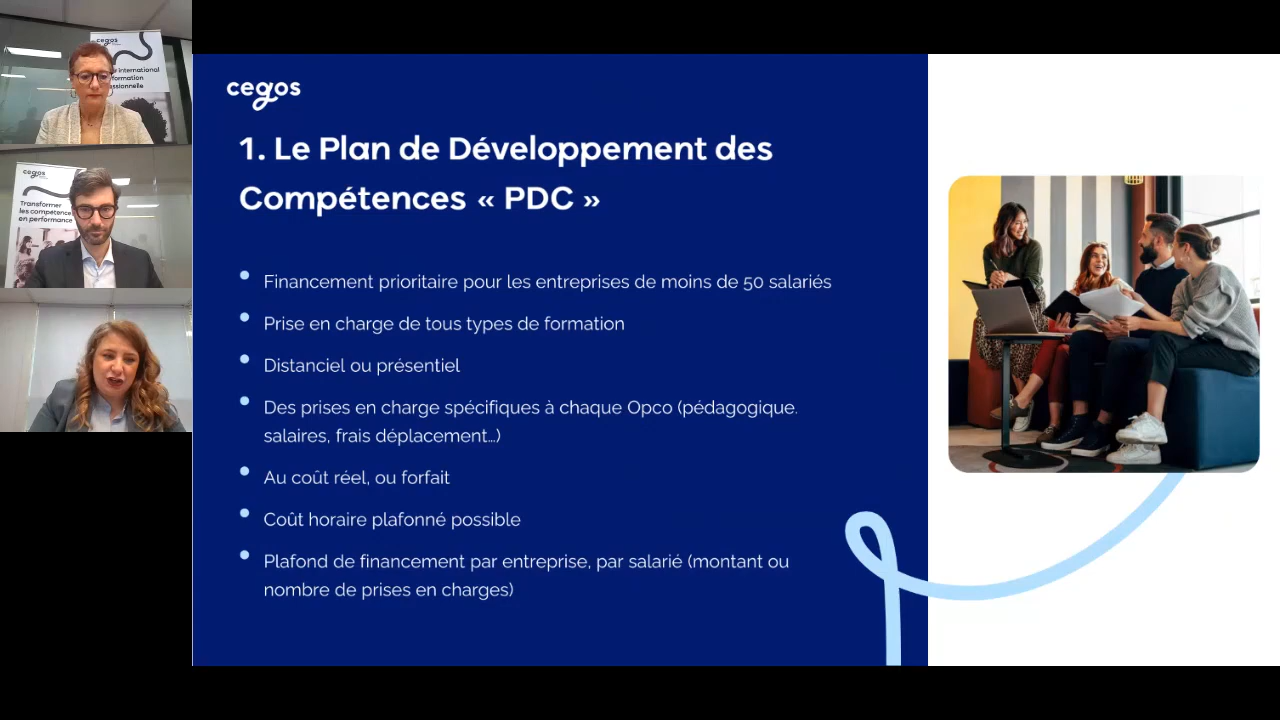 cegos
international
formation
cegos
Transformer
les compétences
en performance
cegos
1. Le Plan de Développement des
Compétences « PDC »
• Financement prioritaire pour les entreprises de moins de 50 salariés
• Prise en charge de tous types de formation
• Distanciel ou présentiel
• Des prises en charge spécifiques à chaque Opco (pédagogique.
salaires, frais déplacement…)
• Au coût réel, ou forfait
• Coût horaire plafonné possible
• Plafond de financement par entreprise, par salarié (montant ou
nombre de prises en charges)